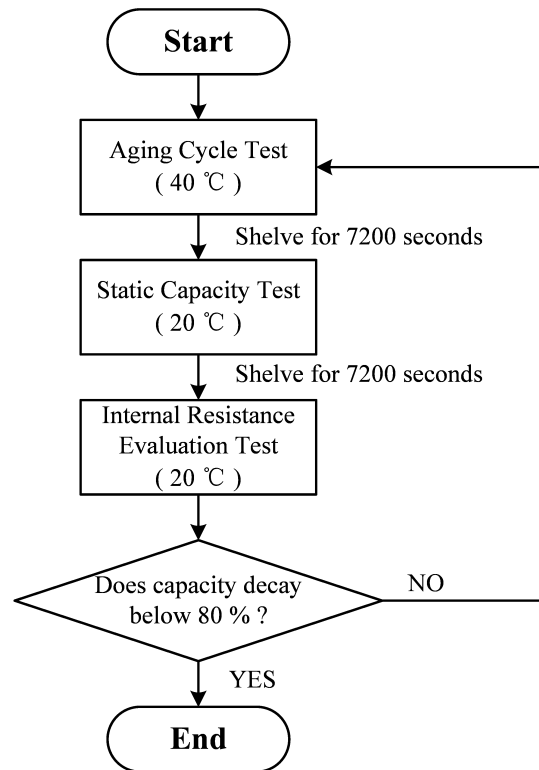 Start
Aging Cycle Test
( 40 ℃ )
Shelve for 7200 seconds
Static Capacity Test
( 20 ℃ )
Shelve for 7200 seconds
Internal Resistance
Evaluation Test
( 20 ℃ )
Does capacity decay
below 80 % ?
NO
YES
End